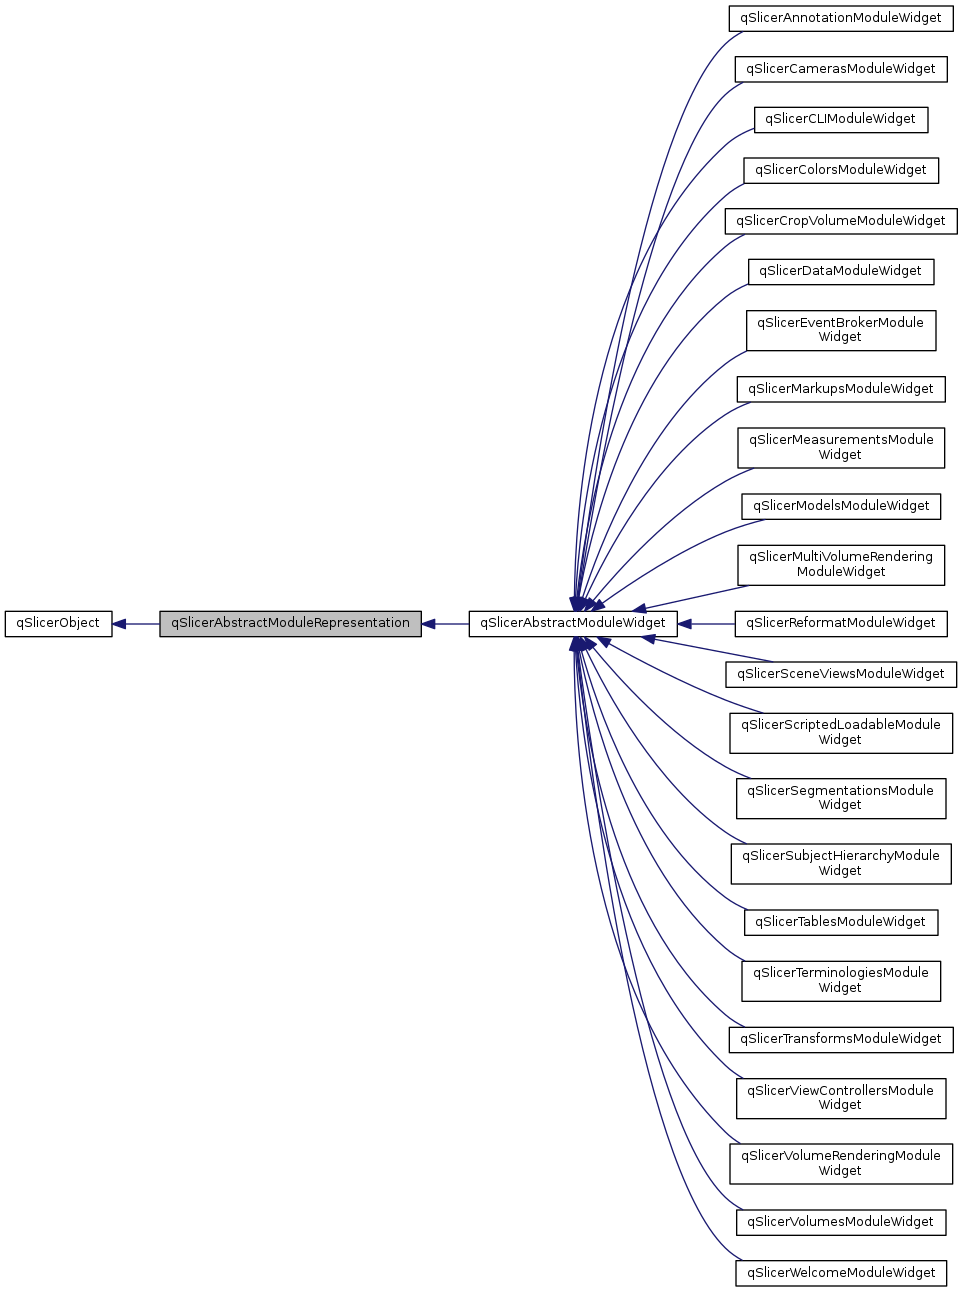 qSlicerAnnotationModuleWidget
qSlicerCamerasModuleWidget
qSlicerCLIModuleWidget
qSlicerColorsModuleWidget
qSlicerCropVolumeModuleWidget
qSlicerDataModuleWidget
qSlicerEventBrokerModule
Widget
qSlicerMarkupsModuleWidget
qSlicerMeasurementsModule
Widget
qSlicerModelsModuleWidget
qSlicerMultiVolumeRendering
ModuleWidget
qSlicerObject
qSlicerAbstractModuleRepresentation
qSlicerAbstractModuleWidget
qSlicerReformatModuleWidget
qSlicerSceneViewsModuleWidget
qSlicerScriptedLoadableModule
Widget
qSlicerSegmentationsModule
Widget
qSlicerSubjectHierarchyModule
Widget
qSlicerTablesModuleWidget
qSlicerTerminologiesModule
Widget
qSlicerTransformsModuleWidget
qSlicerViewControllersModule
Widget
qSlicerVolumeRenderingModule
Widget
qSlicerVolumesModuleWidget
qSlicerWelcomeModuleWidget